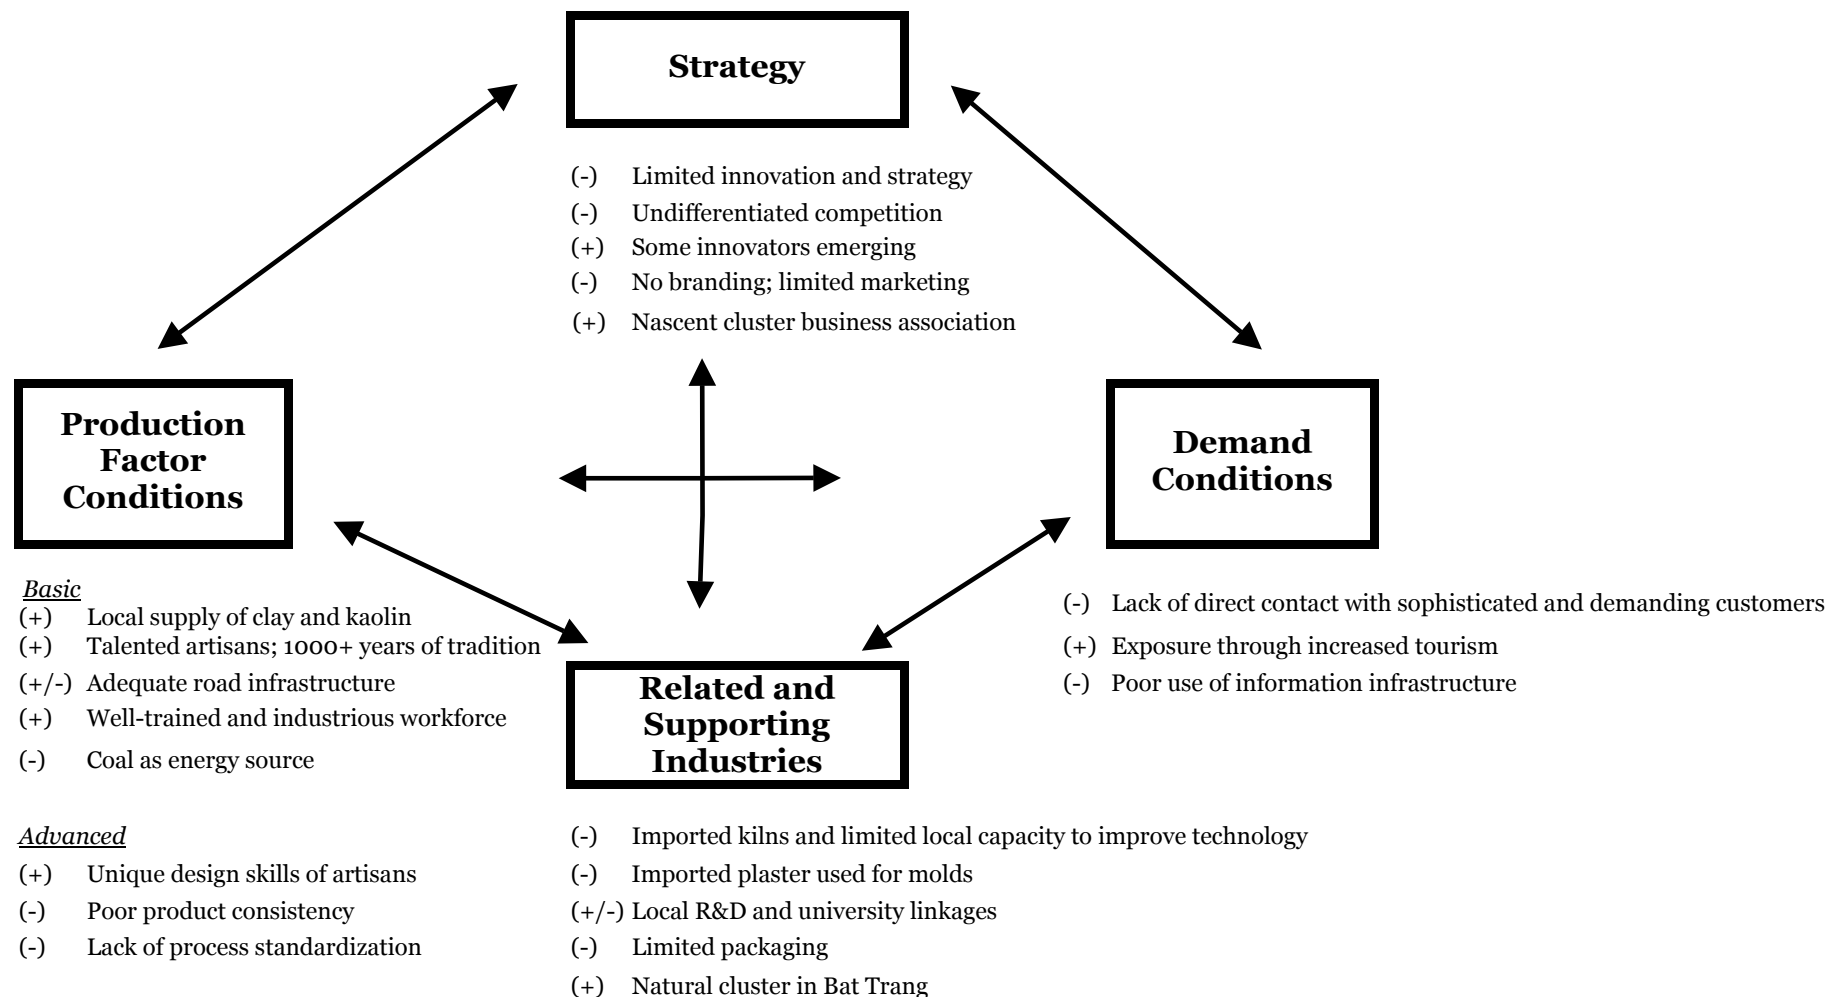 Strategy
(-) Limited innovation and strategy
(-) Undifferentiated competition
(+) Some innovators emerging
(-) No branding; limited marketing
(+) Nascent cluster business association
Production
Factor
Conditions
Demand
Conditions
Basic
(+) Local supply of clay and kaolin
(+) Talented artisans; 1000+ years of tradition
(+/-) Adequate road infrastructure
(+) Well-trained and industrious workforce
(-) Coal as energy source
Advanced
(+) Unique design skills of artisans
(-) Poor product consistency
(-) Lack of process standardization
Related and
Supporting
Industries
(-) Imported kilns and limited local capacity to improve technology
(-) Imported plaster used for molds
(+/-) Local R&D and university linkages
(-) Limited packaging
(+) Natural cluster in Bat Trang
(-) Lack of direct contact with sophisticated and demanding customers
(+) Exposure through increased tourism
(-) Poor use of information infrastructure